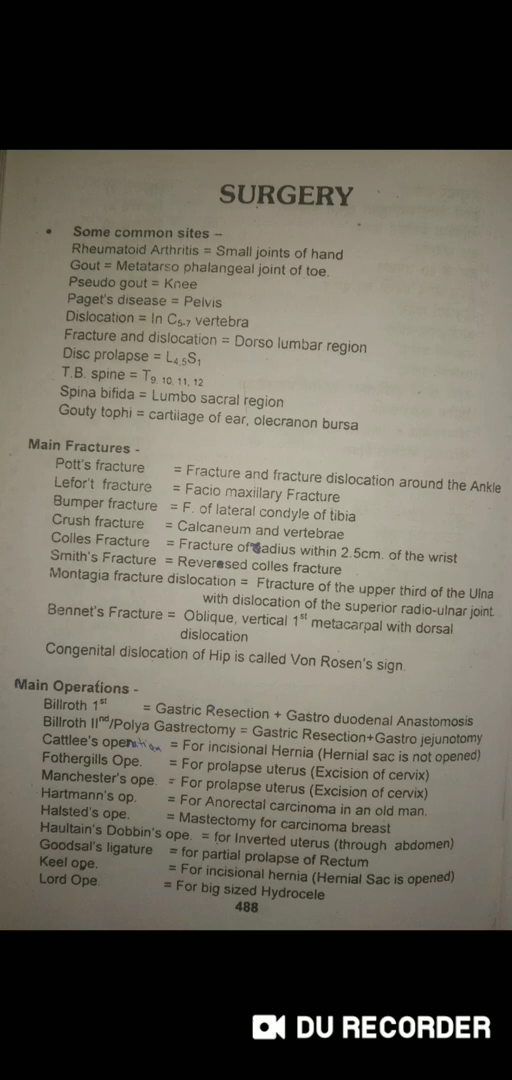 SURGERY
• Some common sites –
Rheumatoid Arthritis = Small joints of hand
Gout = Metatarso phalangeal joint of toe.
Pseudo gout = Knee
Paget's disease = Pelvis
Dislocation = In C5-7 vertebra
Fracture and dislocation = Dorso lumbar region
Disc prolapse = L4,5S1
T.B. spine = T9, 10, 11, 12
Spina bifida = Lumbo sacral region
Gouty tophi = cartilage of ear, olecranon bursa
Main Fractures -
Pott's fracture = Fracture and fracture dislocation around the Ankle
Lefor't fracture = Facio maxillary Fracture
Bumper fracture = F. of lateral condyle of tibia
Crush fracture = Calcaneum and vertebrae
Colles Fracture = Fracture of radius within 2.5cm. of the wrist
Smith's Fracture = Reveresed colles fracture
Montagia fracture dislocation = Ftracture of the upper third of the Ulna
with dislocation of the superior radio-ulnar joint.
Bennet's Fracture = Oblique, vertical 1st metacarpal with dorsal
dislocation
Congenital dislocation of Hip is called Von Rosen's sign.
Main Operations -
Billroth 1st = Gastric Resection + Gastro duodenal Anastomosis
Billroth IInd/Polya Gastrectomy = Gastric Resection+Gastro jejunotomy
Cattlee's operation = For incisional Hernia (Hernial sac is not opened)
Fothergills Ope. = For prolapse uterus (Excision of cervix)
Manchester's ope. = For prolapse uterus (Excision of cervix)
Hartmann's op. = For Anorectal carcinoma in an old man.
Halsted's ope. = Mastectomy for carcinoma breast
Haultain's Dobbin's ope. = for Inverted uterus (through abdomen)
Goodsal's ligature = for partial prolapse of Rectum
Keel ope. = For incisional hernia (Hernial Sac is opened)
Lord Ope = For big sized Hydrocele
488
DU RECORDER